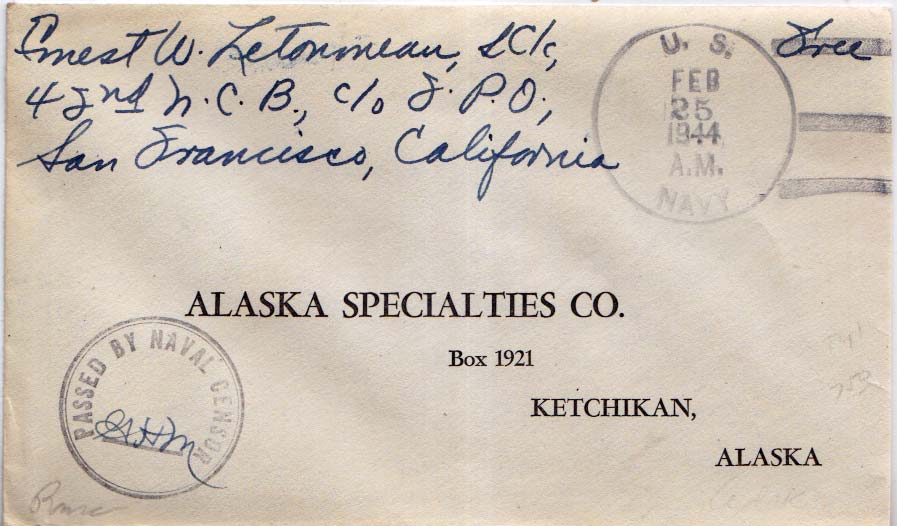 Ernest W. Letourneau, SC1c,
42nd N.C.B., c/o F.P.O.,
San Francisco, California
Free
U. S.
FEB
25
1944
A.M.
NAVY
ALASKA SPECIALTIES CO.
Box 1921
KETCHIKAN,
ALASKA
PASSED BY NAVAL CENSOR